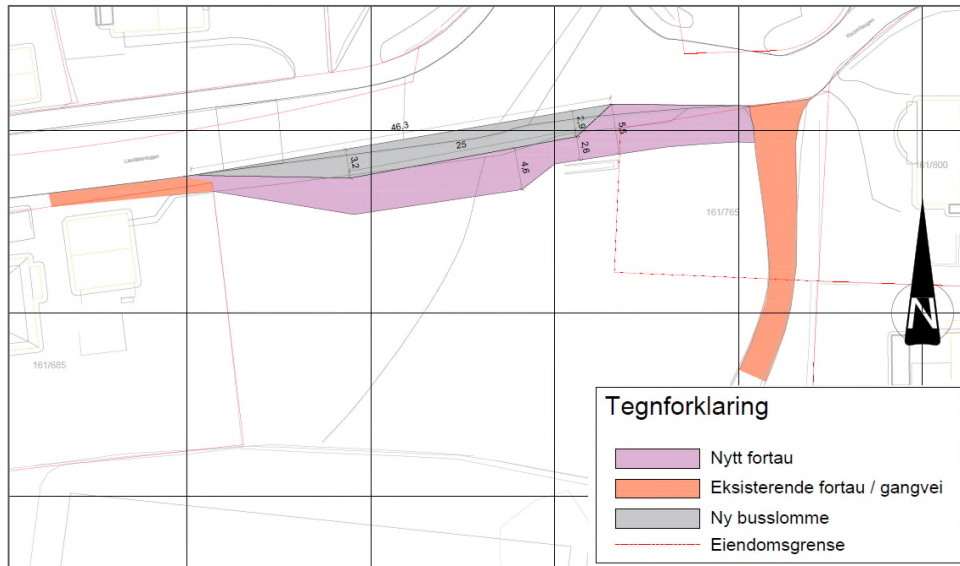 46,3
2,9
5,5
25
2,6
3,2
4,6
161/800
161/765
N
161/685
Tegnforklaring
Nytt fortau
Eksisterende fortau / gangvei
Ny busslomme
Eiendomsgrense